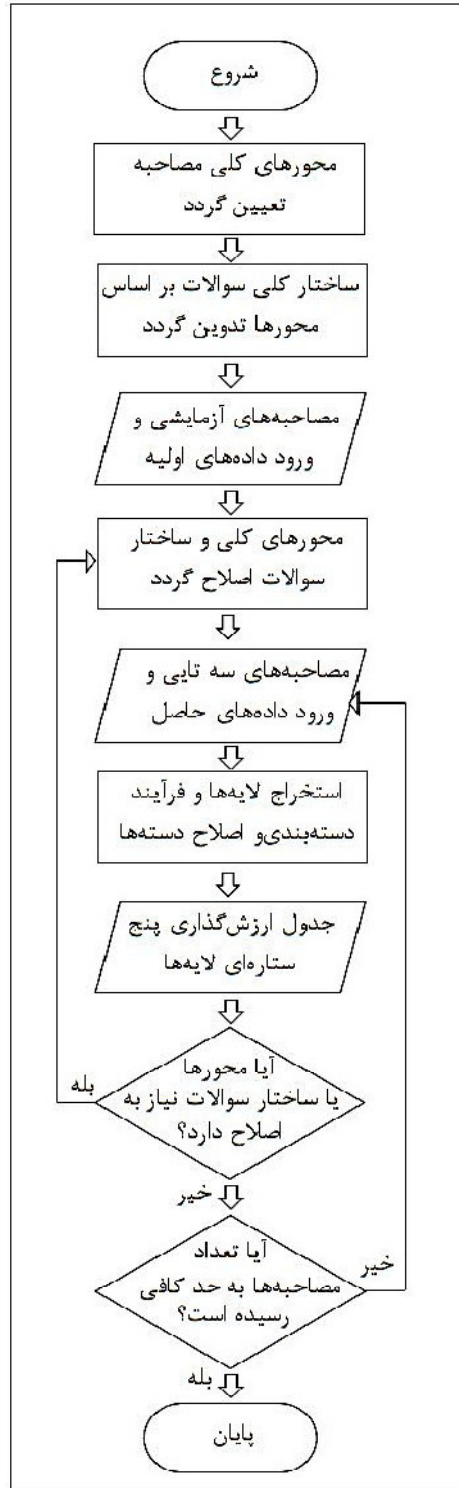 شروع
محورهای کلی مصاحبه
تعیین گردد
ساختار کلی سوالات بر اساس
محورها تدوین گردد
مصاحبه‌های آزمایشی و
ورود داده‌های اولیه
محورهای کلی و ساختار
سوالات اصلاح گردد
مصاحبه‌های سه تایی و
ورود داده‌های حاصل
استخراج لایه‌ها و فرآیند
دسته‌بندی‌و اصلاح دسته‌ها
جدول ارزش‌گذاری پنج
ستاره‌ای لایه‌ها
آیا محورها
یا ساختار سوالات نیاز به
اصلاح دارد؟
بله
خیر
آیا تعداد
مصاحبه‌ها به حد کافی
رسیده است؟
خیر
بله
پایان